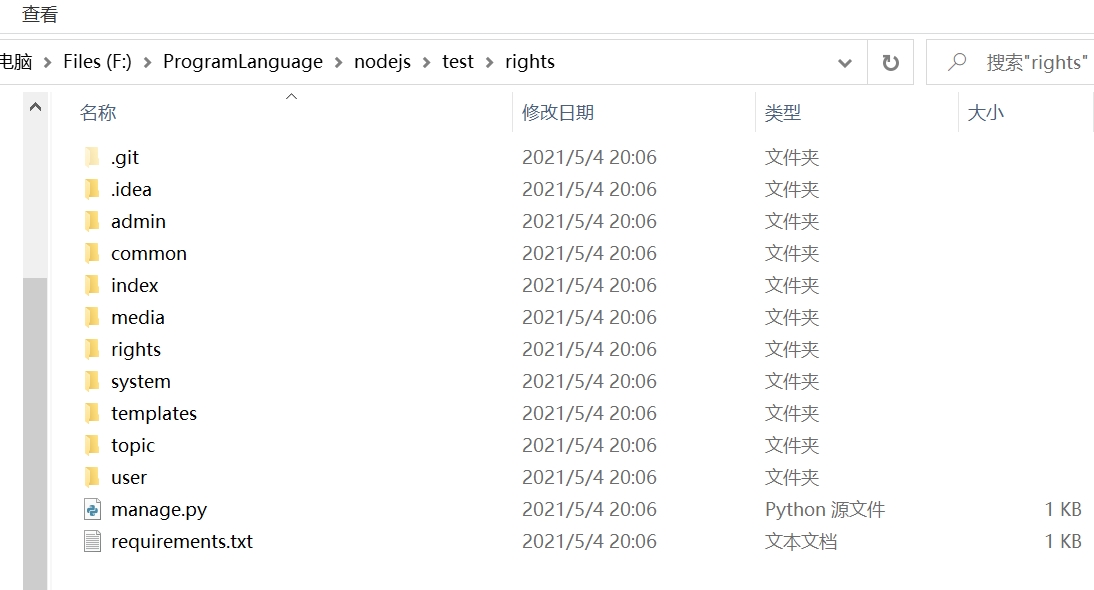 查看
电脑 > Files (F:) > ProgramLanguage > nodejs > test > rights 搜索"rights"
名称 修改日期 类型 大小
.git 2021/5/4 20:06 文件夹
.idea 2021/5/4 20:06 文件夹
admin 2021/5/4 20:06 文件夹
common 2021/5/4 20:06 文件夹
index 2021/5/4 20:06 文件夹
media 2021/5/4 20:06 文件夹
rights 2021/5/4 20:06 文件夹
system 2021/5/4 20:06 文件夹
templates 2021/5/4 20:06 文件夹
topic 2021/5/4 20:06 文件夹
user 2021/5/4 20:06 文件夹
manage.py 2021/5/4 20:06 Python 源文件 1 KB
requirements.txt 2021/5/4 20:06 文本文档 1 KB